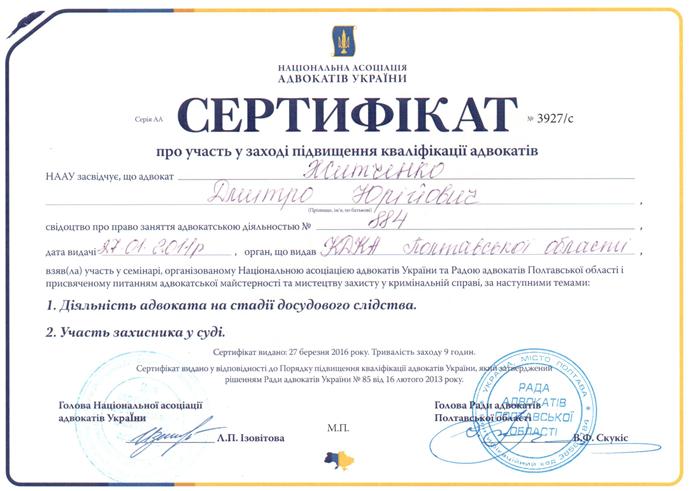 НАЦІОНАЛЬНА АСОЦІАЦІЯ
АДВОКАТІВ УКРАЇНИ
Серія АА СЕРТИФІКАТ № 3927/с
про участь у заході підвищення кваліфікації адвокатів
НААУ засвідчує, що адвокат Житченко
Дмитро Юрійович,
(Прізвище, ім'я, по батькові)
свідоцтво про право заняття адвокатською діяльністю № 884,
дата видачі 27.01.2011р, орган, що видав КДКА Полтавської області,
взяв(ла) участь у семінарі, організованому Національною асоціацією адвокатів України та Радою адвокатів Полтавської області і
присвяченому питанням адвокатської майстерності та мистецтву захисту у кримінальній справі, за наступними темами:
1. Діяльність адвоката на стадії досудового слідства.
2. Участь захисника у суді.
Сертифікат видано: 27 березня 2016 року. Тривалість заходу 9 годин.
Сертифікат видано у відповідності до Порядку підвищення кваліфікації адвокатів України, який затверджений
рішенням Ради адвокатів України № 85 від 16 лютого 2013 року.
Голова Національної асоціації
адвокатів України
Л.П. Ізовітова
М.П.
Голова Ради адвокатів
Полтавської області
В.Ф. Скукіс
УКРАЇНА, МІСТО ПОЛТАВА
РАДА
АДВОКАТІВ
ПОЛТАВСЬКОЇ
ОБЛАСТІ